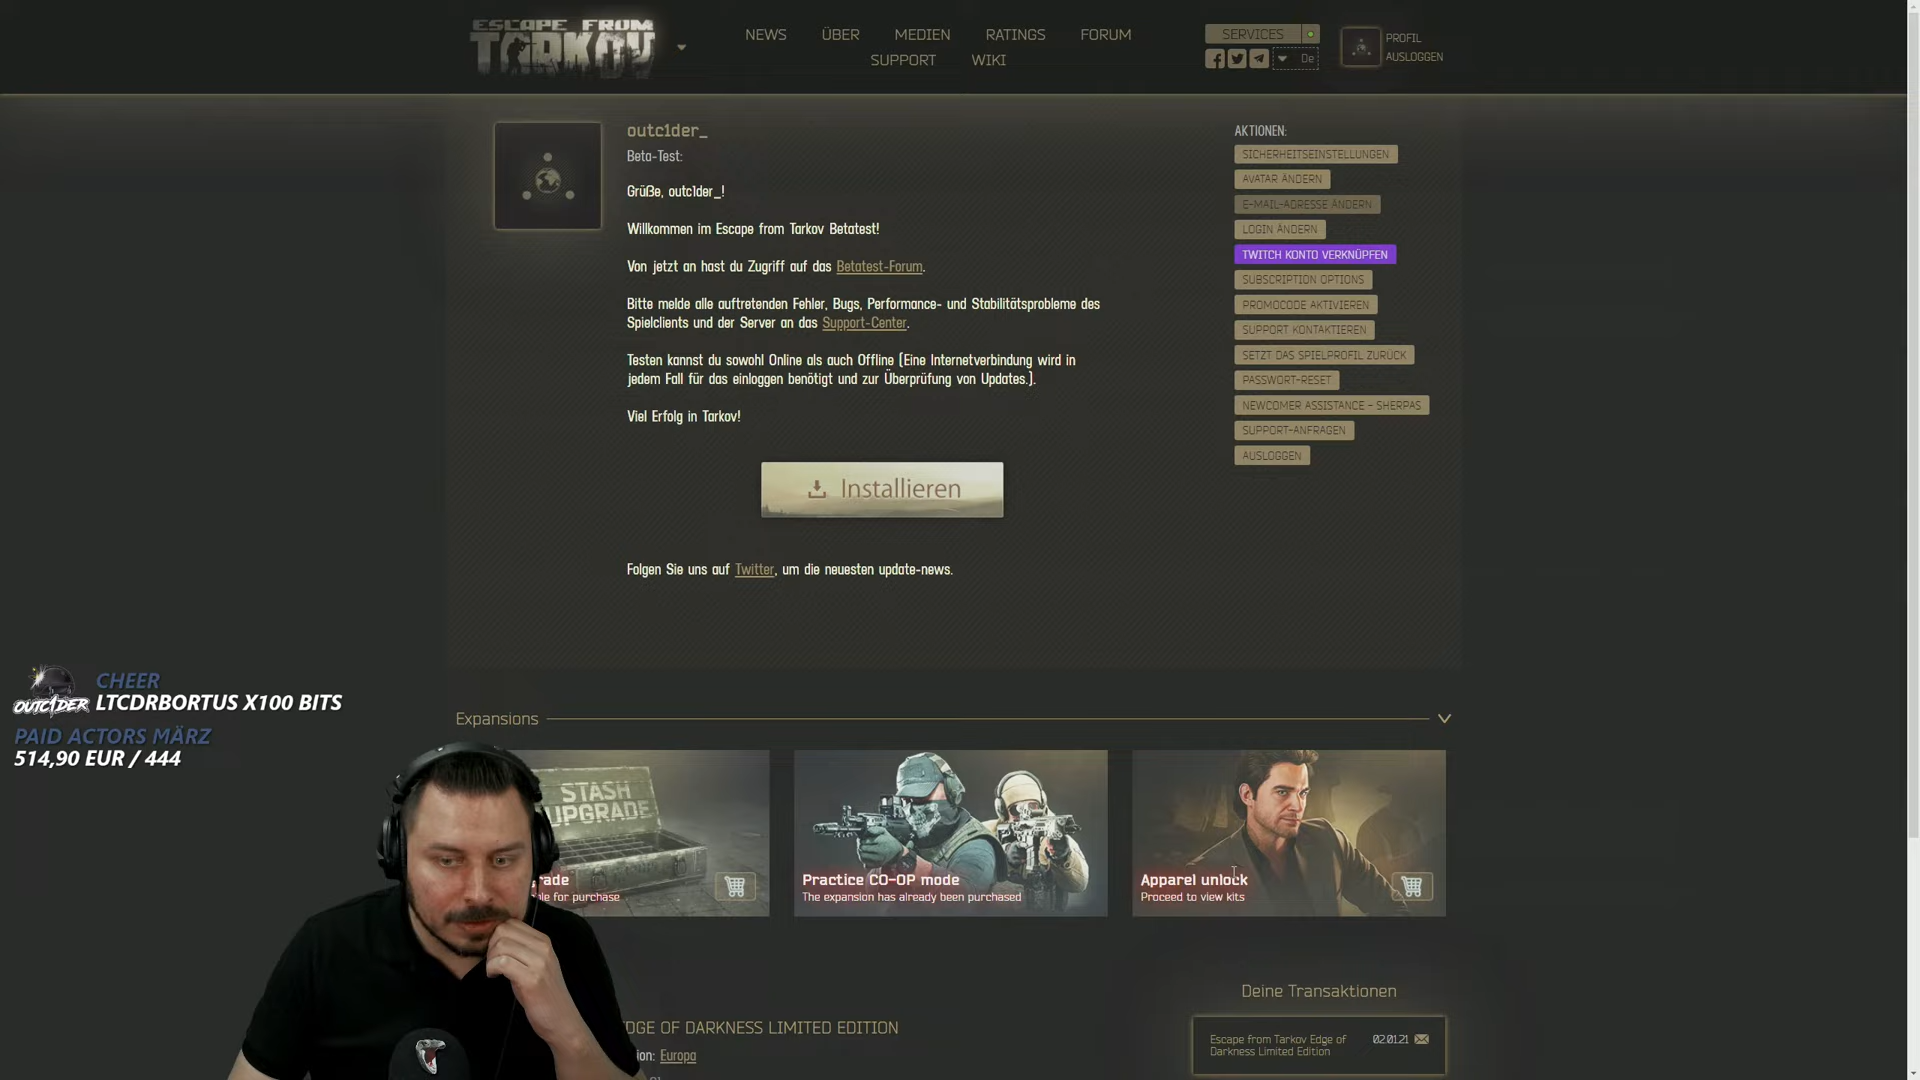 ESCAPE FROM
TARKOV
NEWS ÜBER MEDIEN RATINGS FORUM
SUPPORT WIKI
SERVICES
De
PROFIL
AUSLOGGEN
outc1der_
Beta-Test:
Grüße, outc1der_!
Willkommen im Escape from Tarkov Betatest!
Von jetzt an hast du Zugriff auf das Betatest-Forum.
Bitte melde alle auftretenden Fehler, Bugs, Performance- und Stabilitätsprobleme des
Spielclients und der Server an das Support-Center.
Testen kannst du sowohl Online als auch Offline (Eine Internetverbindung wird in
jedem Fall für das einloggen benötigt und zur Überprüfung von Updates.).
Viel Erfolg in Tarkov!
Installieren
Folgen Sie uns auf Twitter, um die neuesten update-news.
AKTIONEN:
SICHERHEITSEINSTELLUNGEN
AVATAR ÄNDERN
E-MAIL-ADRESSE ÄNDERN
LOGIN ÄNDERN
TWITCH KONTO VERKNÜPFEN
SUBSCRIPTION OPTIONS
PROMOCODE AKTIVIEREN
SUPPORT KONTAKTIEREN
SETZT DAS SPIELPROFIL ZURÜCK
PASSWORT-RESET
NEWCOMER ASSISTANCE - SHERPAS
SUPPORT-ANFRAGEN
AUSLOGGEN
OUTC1DER
CHEER
LTCDRBORTUS X100 BITS
PAID ACTORS MÄRZ
514,90 EUR / 444
Expansions
STASH
UPGRADE
rade
le for purchase
Practice CO-OP mode
The expansion has already been purchased
Apparel unlock
Proceed to view kits
Deine Transaktionen
Escape from Tarkov Edge of
Darkness Limited Edition
02.01.21
DGE OF DARKNESS LIMITED EDITION
ion: Europa